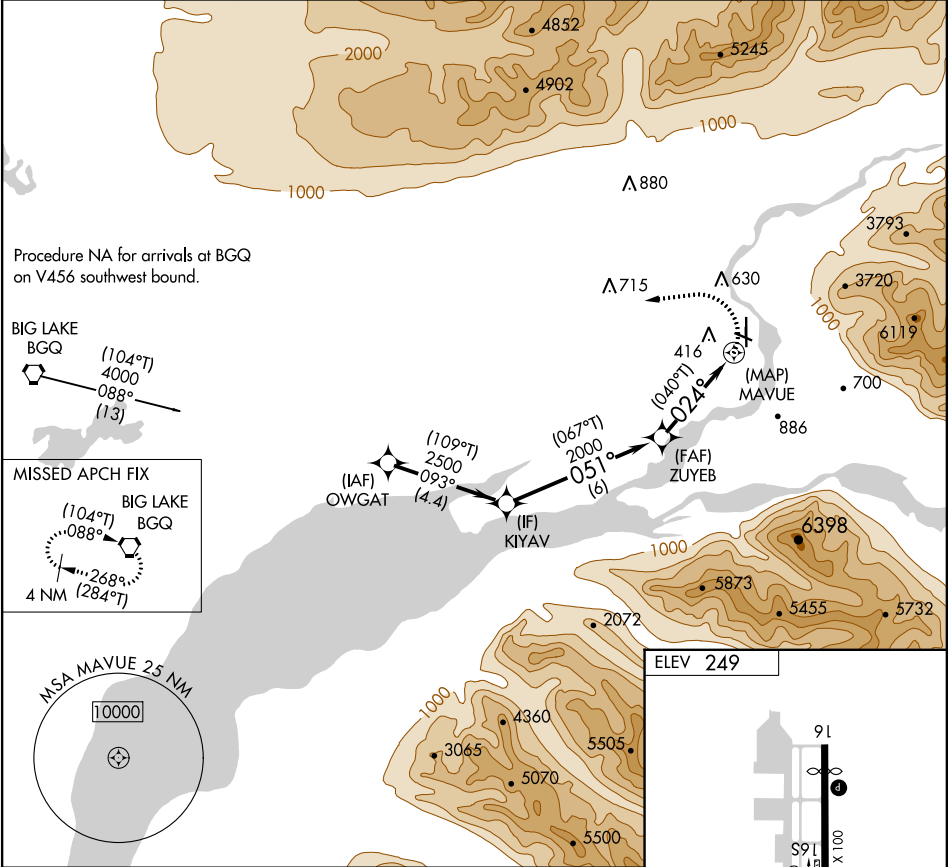 4852
2000
5245
4902
1000
1000
880
3793
Procedure NA for arrivals at BGQ
on V456 southwest bound.
715
630
3720
1000
6119
BIG LAKE
BGQ
(104°T)
4000
088°
(13)
416
(MAP)
MAVUE
700
886
(040°T)
024°
(067°T)
2000
051°
(6)
(FAF)
ZUYEB
(109°T)
2500
093°
(4.4)
(IAF)
OWGAT
(IF)
KIYAV
MISSED APCH FIX
BIG LAKE
BGQ
(104°T)
088°
268°
(284°T)
4 NM
6398
1000
5873
5455
5732
2072
MSA MAVUE 25 NM
10000
1000
4360
3065
5505
5070
5500
ELEV 249
16
P
16S
X 100